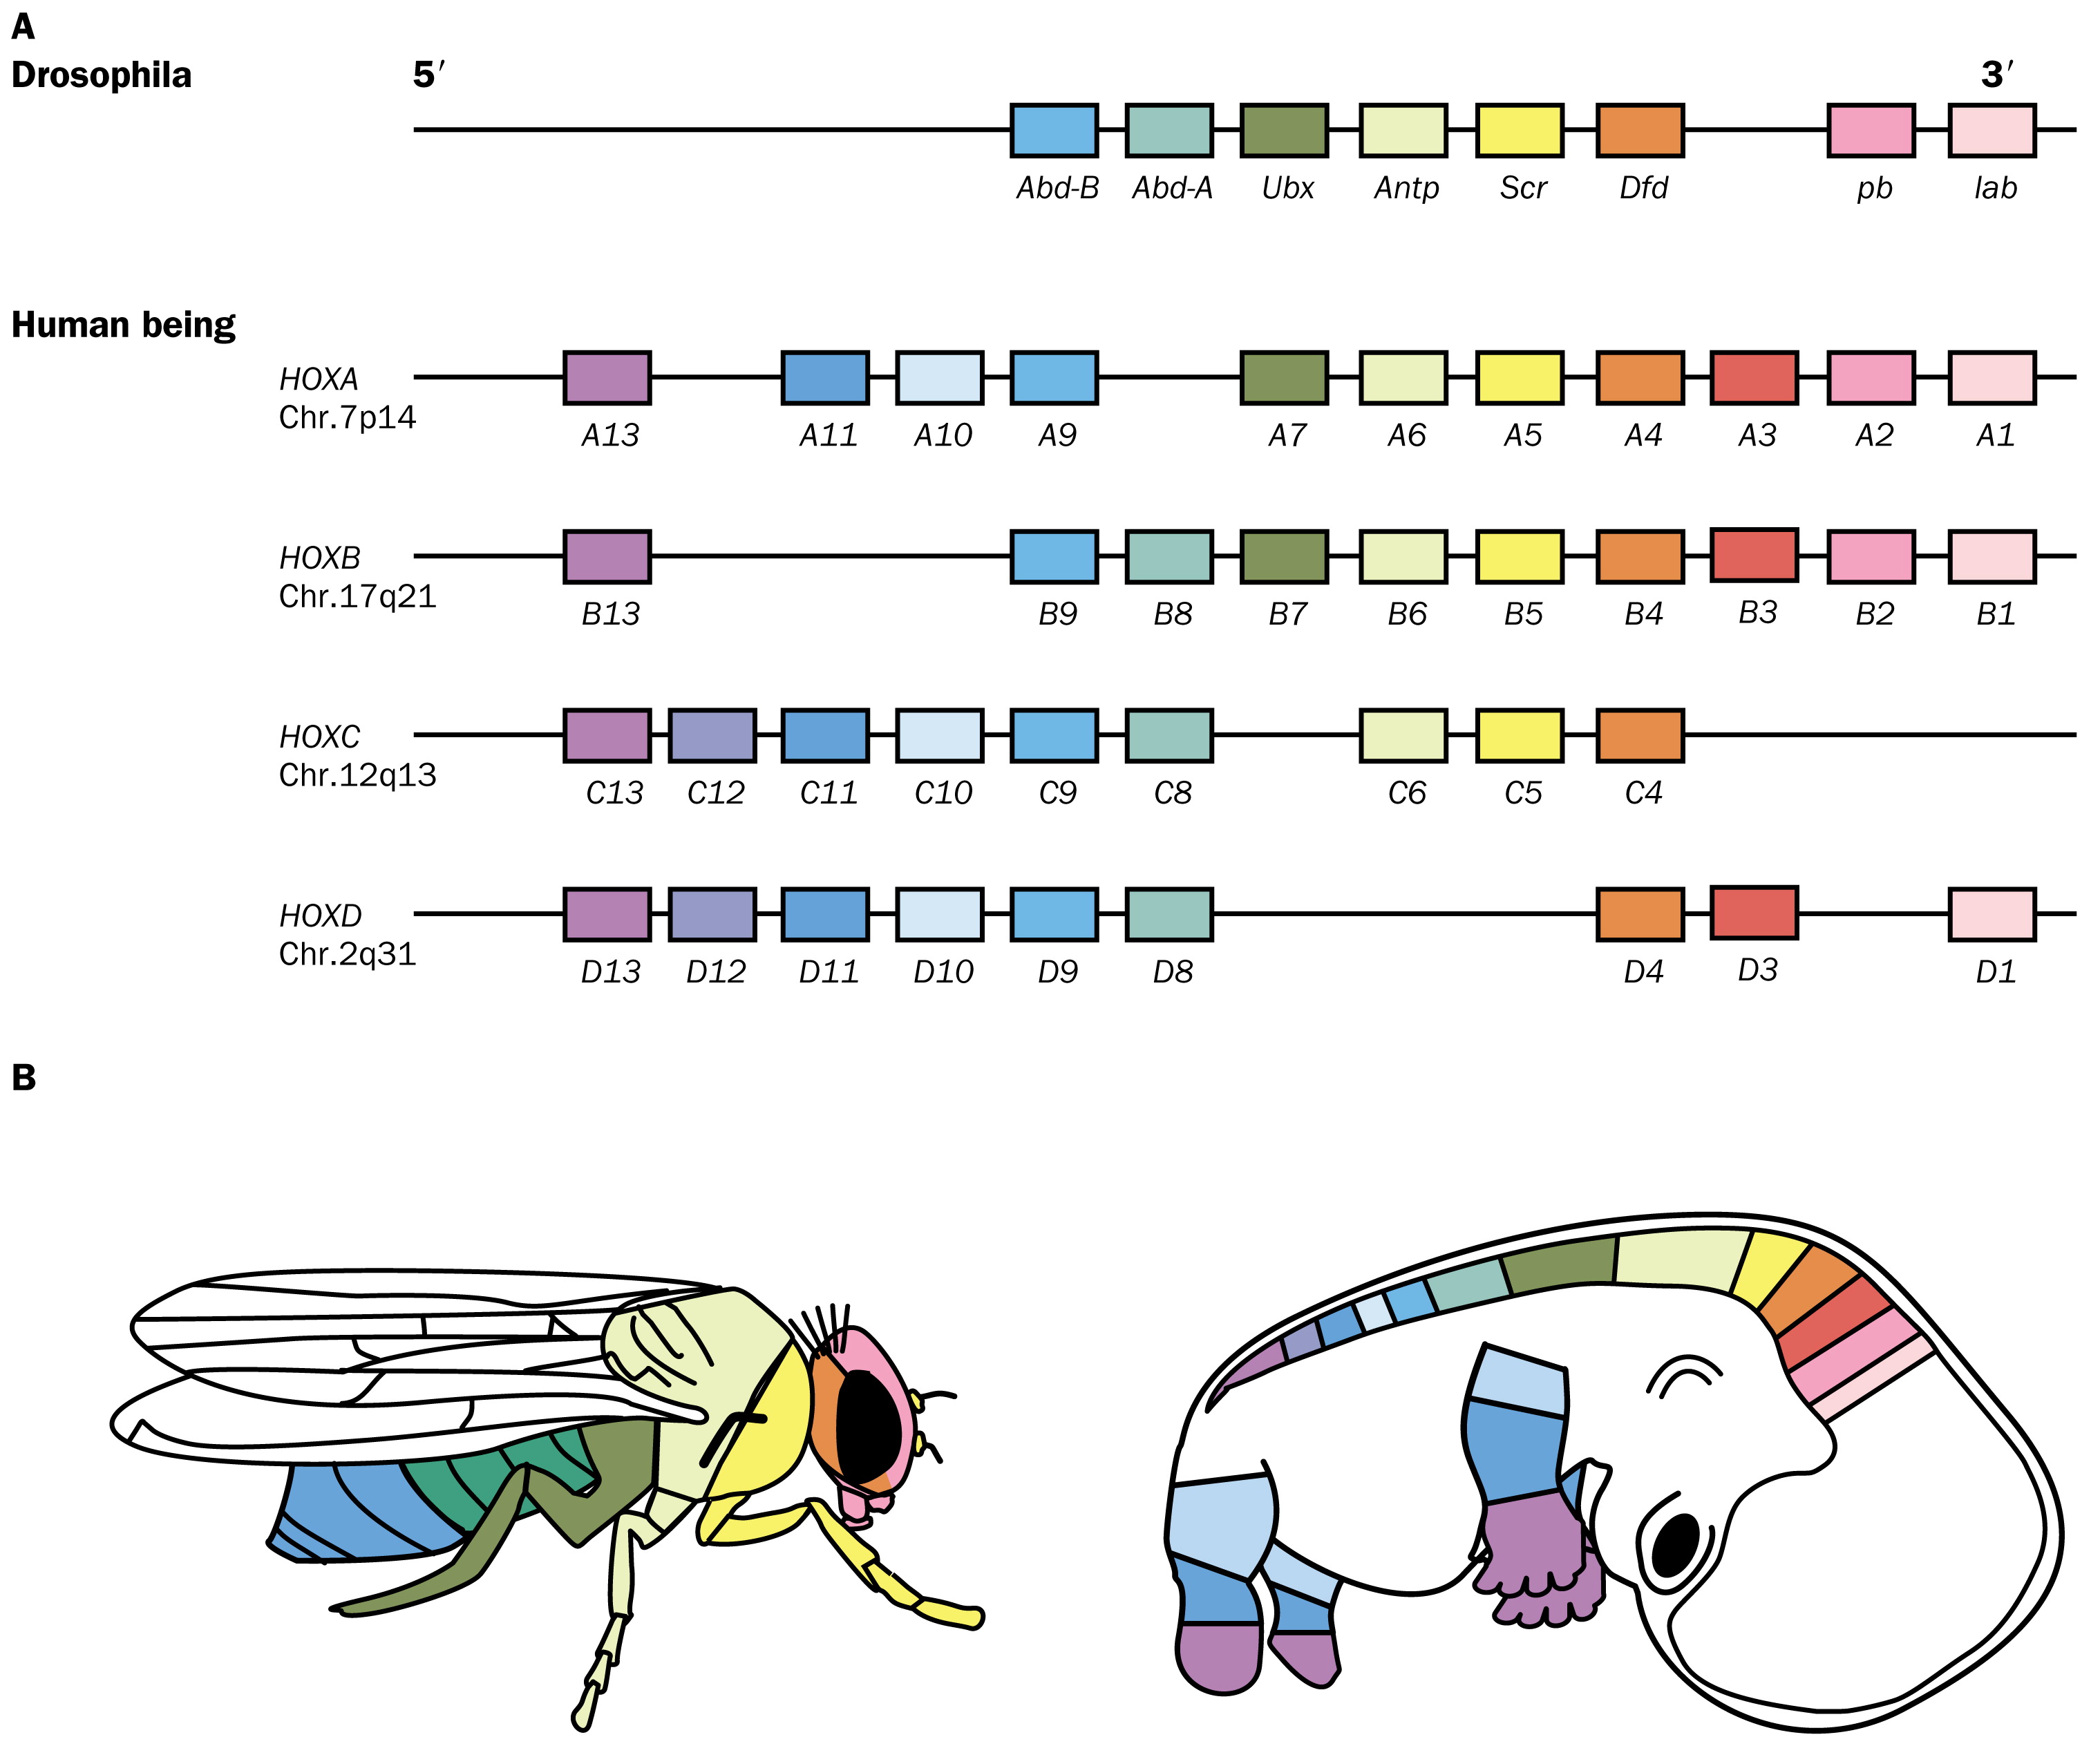 A
Drosophila 5′ 3′
Abd-B Abd-A Ubx Antp Scr Dfd pb lab
Human being
HOXA
Chr.7p14
A13 A11 A10 A9 A7 A6 A5 A4 A3 A2 A1
HOXB
Chr.17q21
B13 B9 B8 B7 B6 B5 B4 B3 B2 B1
HOXC
Chr.12q13
C13 C12 C11 C10 C9 C8 C6 C5 C4
HOXD
Chr.2q31
D13 D12 D11 D10 D9 D8 D4 D3 D1
B